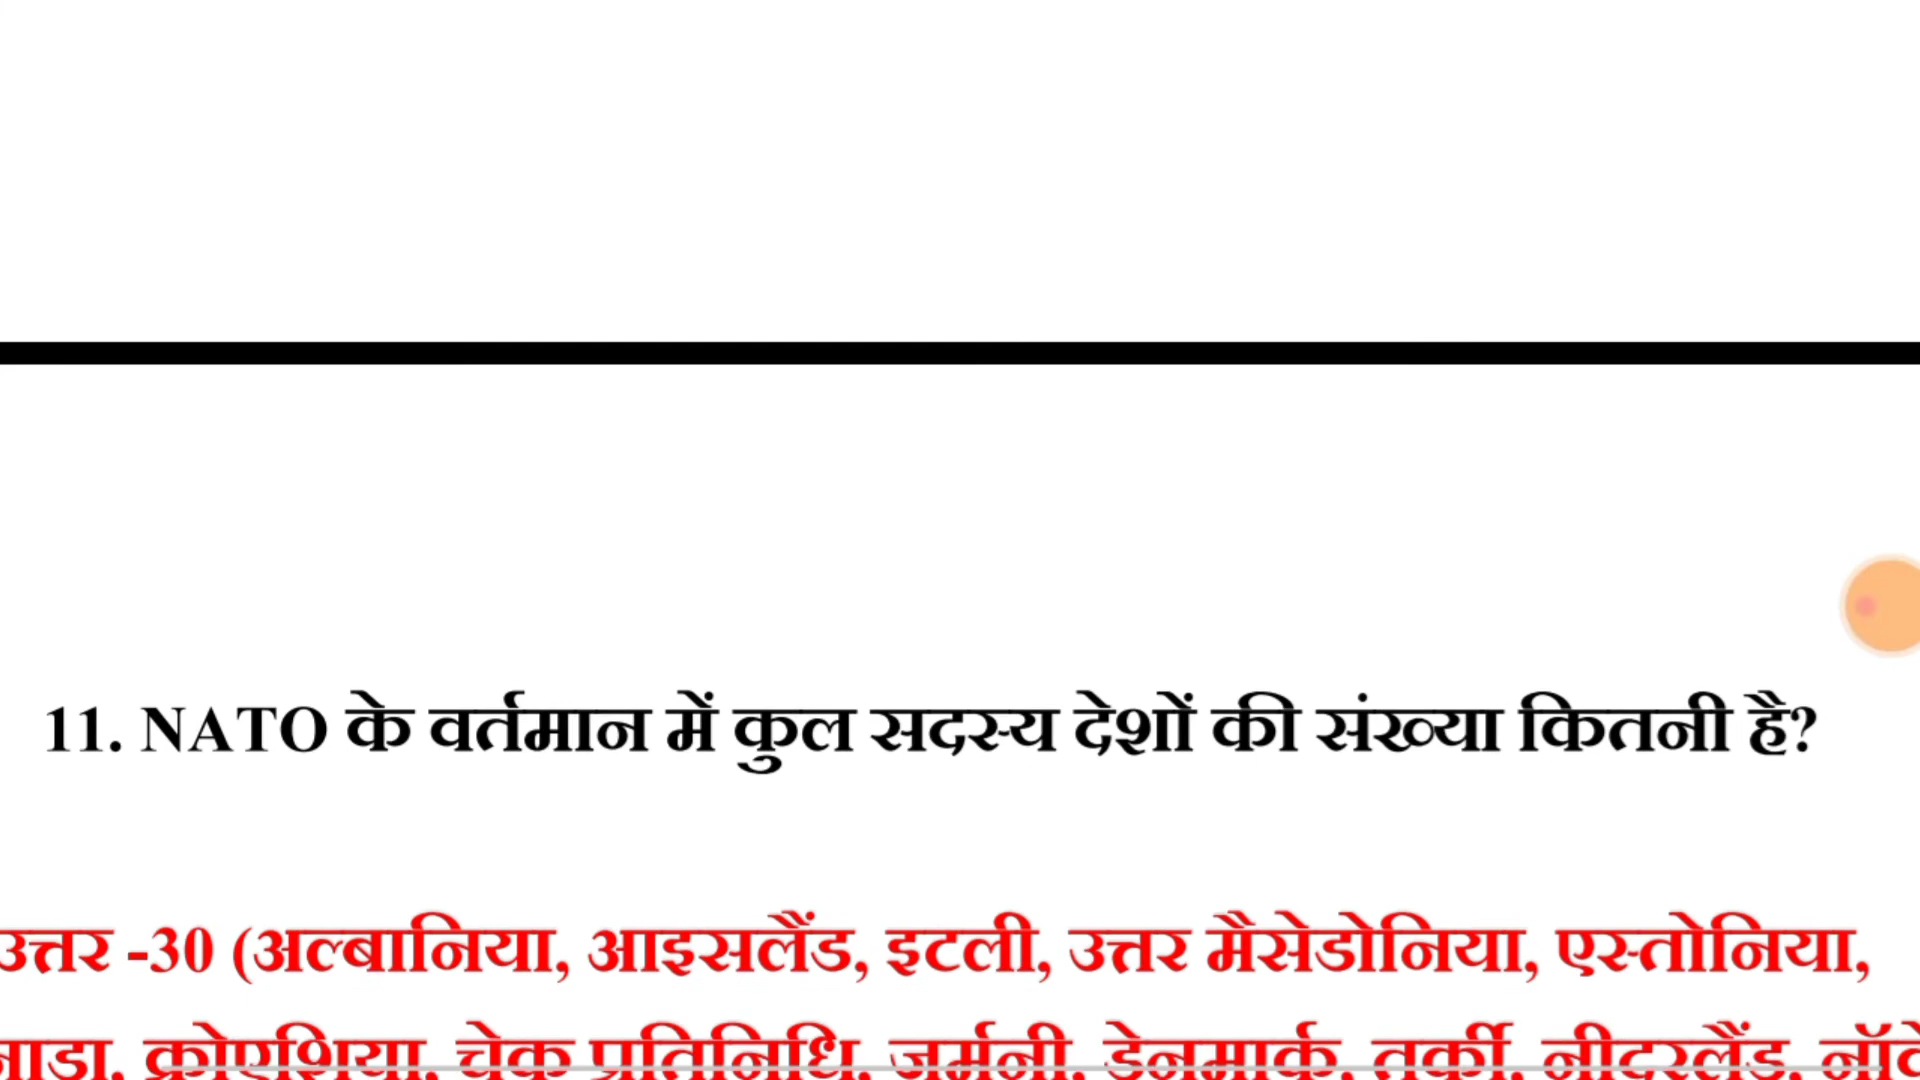 11. NATO के वर्तमान में कुल सदस्य देशों की संख्या कितनी है?
उत्तर -30 (अल्बानिया, आइसलैंड, इटली, उत्तर मैसेडोनिया, एस्तोनिया,
क्रोएशिया, चेक प्रतिनिधि, जर्मनी, डेनमार्क, तुर्की, नीदरलैंड,